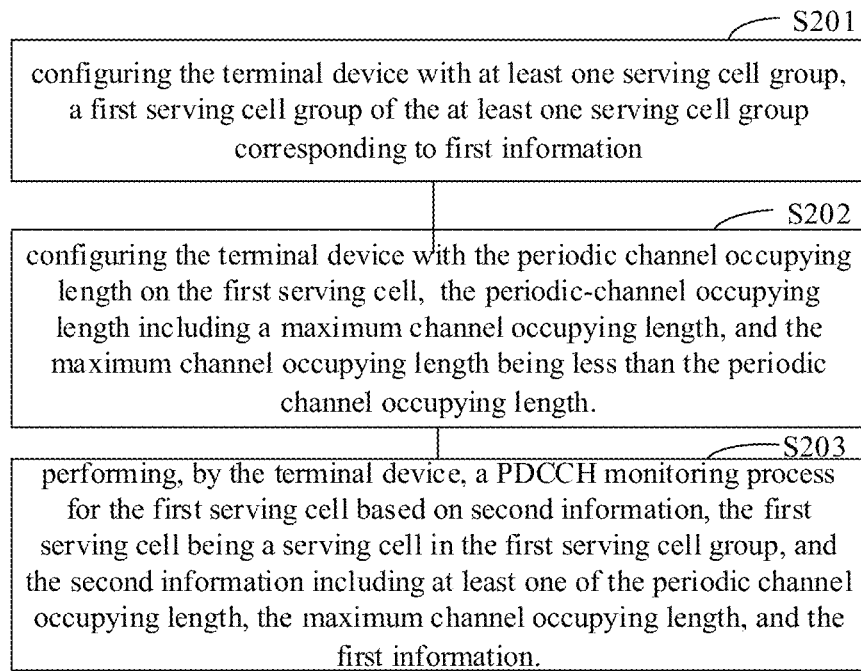 S201
configuring the terminal device with at least one serving cell group,
a first serving cell group of the at least one serving cell group
corresponding to first information
S202
configuring the terminal device with the periodic channel occupying
length on the first serving cell, the periodic-channel occupying
length including a maximum channel occupying length, and the
maximum channel occupying length being less than the periodic
channel occupying length.
S203
performing, by the terminal device, a PDCCH monitoring process
for the first serving cell based on second information, the first
serving cell being a serving cell in the first serving cell group, and
the second information including at least one of the periodic channel
occupying length, the maximum channel occupying length, and the
first information.